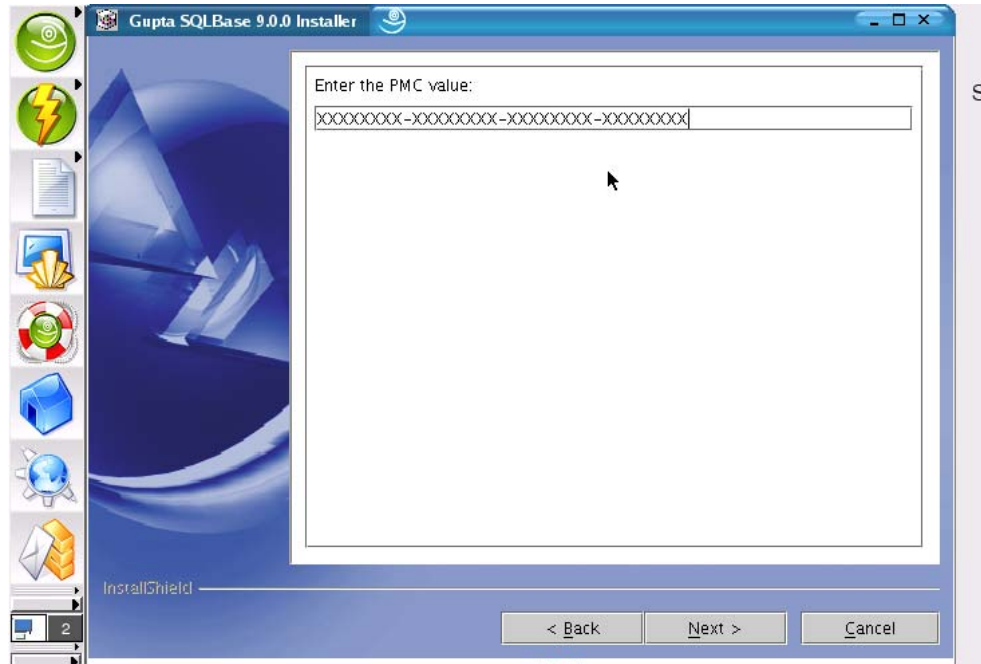 Gupta SQLBase 9.0.0 Installer
S
Enter the PMC value:
XXXXXXXX-XXXXXXXX-XXXXXXXX-XXXXXXXX
InstallShield
< Back
Next >
Cancel
2